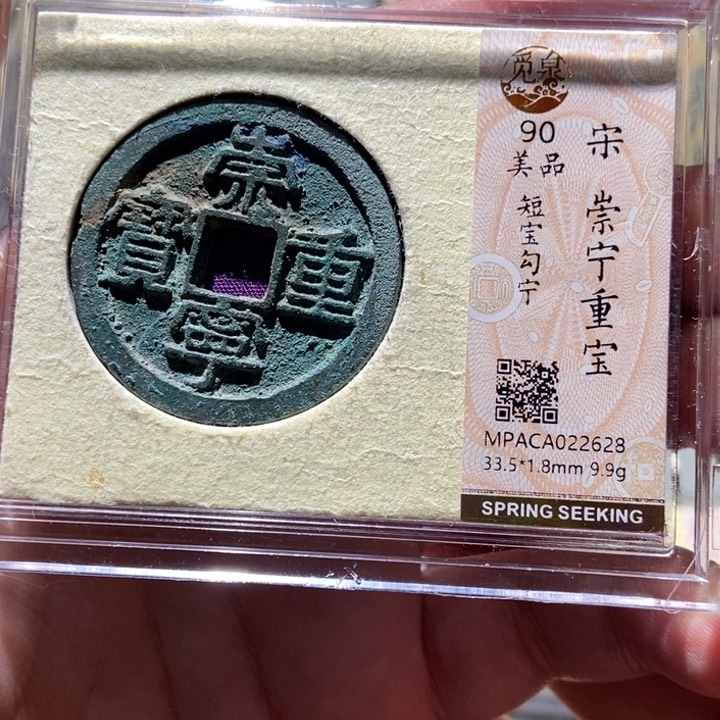 崇
寧
重
寶
觅泉
90
美品
宋 崇宁重宝
短宝勾宁
MPACA022628
33.5*1.8mm 9.9g
SPRING SEEKING